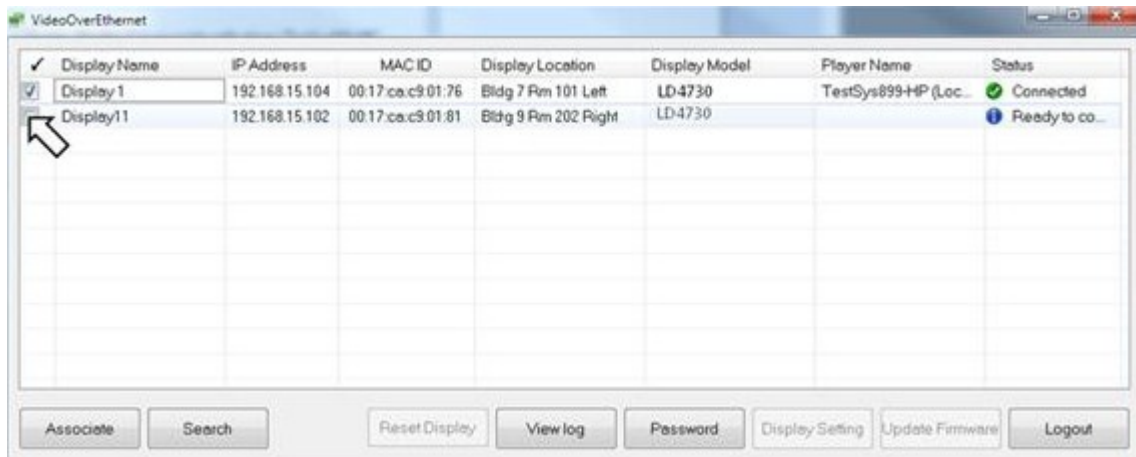 VideoOverEthernet
✓ Display Name IP Address MAC ID Display Location Display Model Player Name Status
Display 1 192.168.15.104 00:17:ca:c9:01:76 Bldg 7 Rm 101 Left LD4730 TestSys899-HP (Loc... Connected
Display11 192.168.15.102 00:17:ca:c9:01:81 Bldg 9 Rm 202 Right LD4730 Ready to co...
Associate Search Reset Display View log Password Display Setting Update Firmware Logout